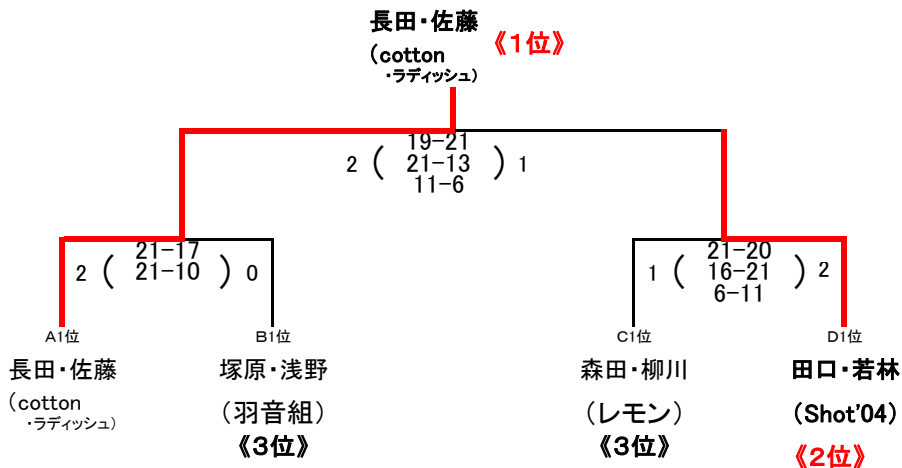 長田・佐藤
《1位》
(cotton
・ラディッシュ)
19-21
2 ( 21-13 ) 1
11-6
21-17
2 ( 21-10 ) 0
21-20
1 ( 16-21 ) 2
6-11
A1位
B1位
C1位
D1位
長田・佐藤
塚原・浅野
森田・柳川
田口・若林
(cotton
・ラディッシュ)
(羽音組)
(レモン)
(Shot'04)
《3位》
《3位》
《2位》